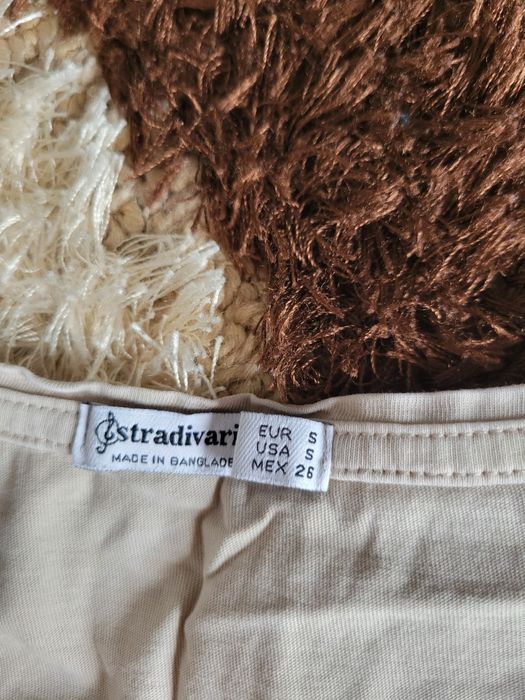 stradivari
MADE IN BANGLADE
EUR S
USA S
MEX 26